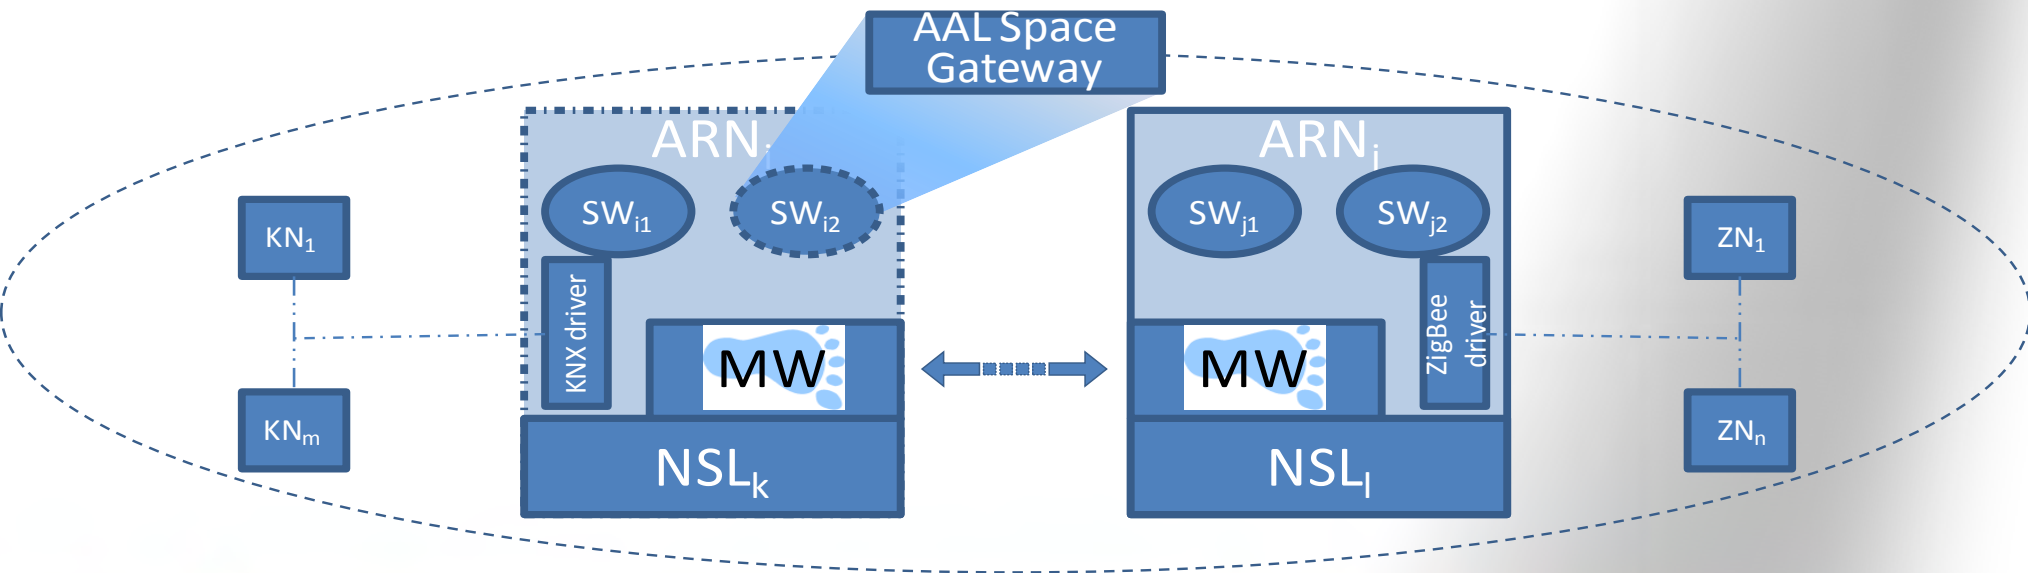 AAL Space
Gateway
ARNi
ARNj
SWi1
SWi2
SWj1
SWj2
KN1
ZN1
KNX driver
ZigBee
driver
MW
MW
KNm
ZNn
NSLk
NSLl